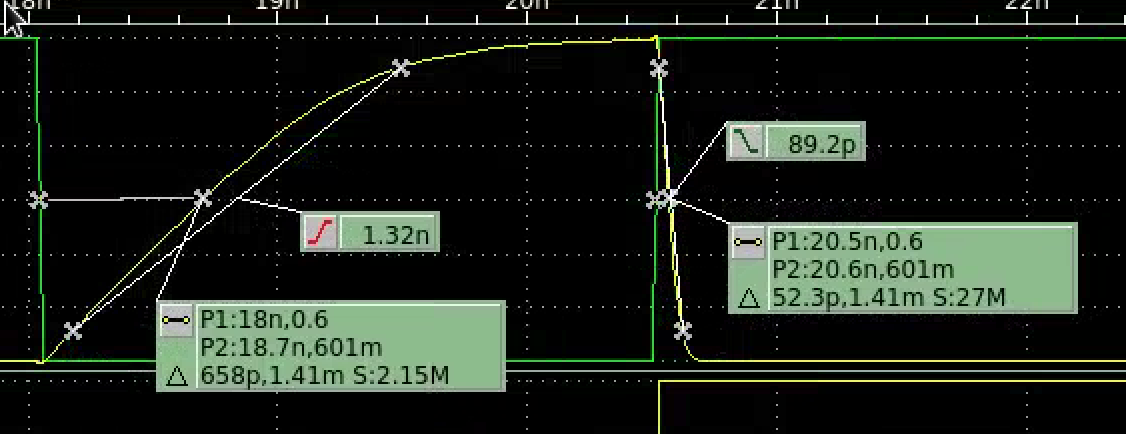 18n 19n 20n 21n 22n
89.2p
1.32n
P1:20.5n,0.6
P2:20.6n,601m
△ 52.3p,1.41m S:27M
P1:18n,0.6
P2:18.7n,601m
△ 658p,1.41m S:2.15M